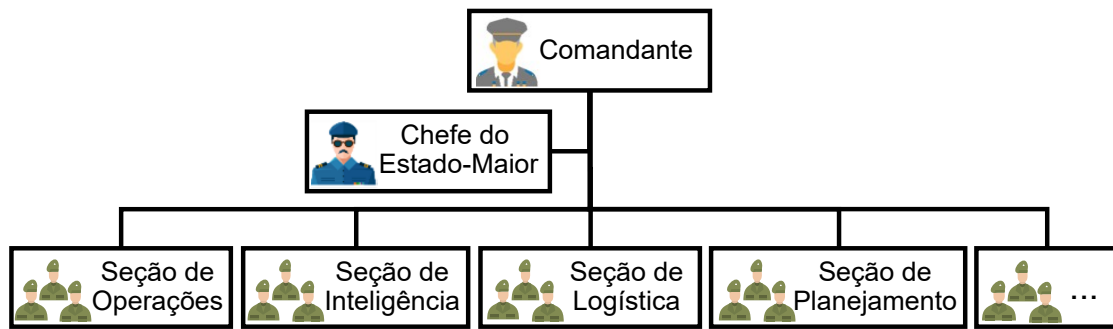 Comandante
Chefe do
Estado-Maior
Seção de
Operações
Seção de
Inteligência
Seção de
Logística
Seção de
Planejamento
...